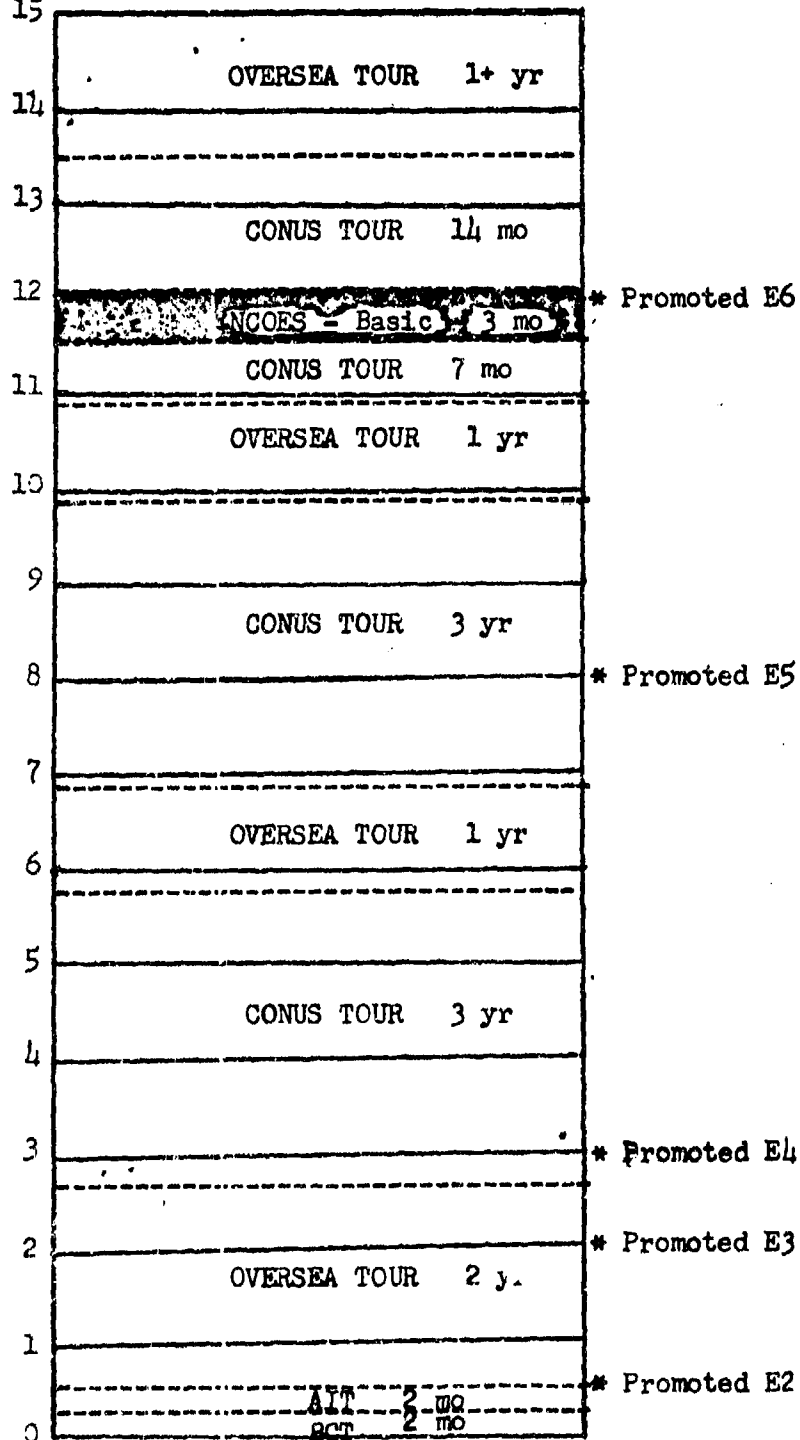 15
OVERSEA TOUR 1+ yr
14
13
CONUS TOUR 14 mo
12 * Promoted E6
NCOES - Basic 3 mo
CONUS TOUR 7 mo
11
OVERSEA TOUR 1 yr
10
9
CONUS TOUR 3 yr
8 * Promoted E5
7
OVERSEA TOUR 1 yr
6
5
CONUS TOUR 3 yr
4
3 * Promoted E4
2 * Promoted E3
OVERSEA TOUR 2
1
* Promoted E2
AIT 2 mo
BCT 2 mo
0